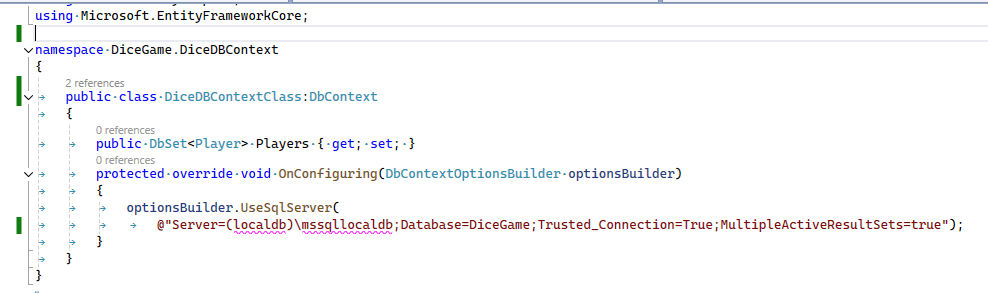 using Microsoft.EntityFrameworkCore;
namespace DiceGame.DiceDBContext
{
2 references
public class DiceDBContextClass:DbContext
{
0 references
public DbSet<Player> Players { get; set; }
0 references
protected override void OnConfiguring(DbContextOptionsBuilder optionsBuilder)
{
optionsBuilder.UseSqlServer(
@"Server=(localdb)\mssqllocaldb;Database=DiceGame;Trusted_Connection=True;MultipleActiveResultSets=true");
}
}
}